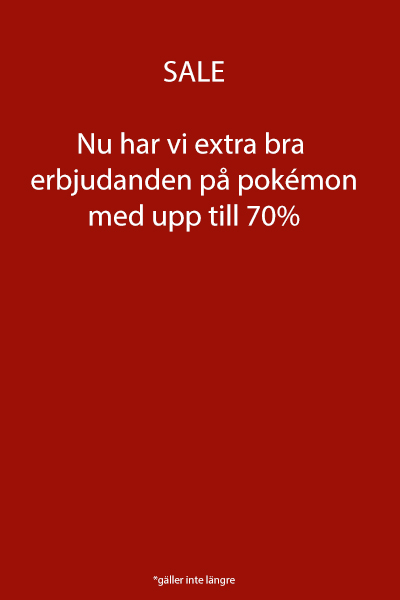 SALE
Nu har vi extra bra
erbjudanden på pokémon
med upp till 70%
*gäller inte längre